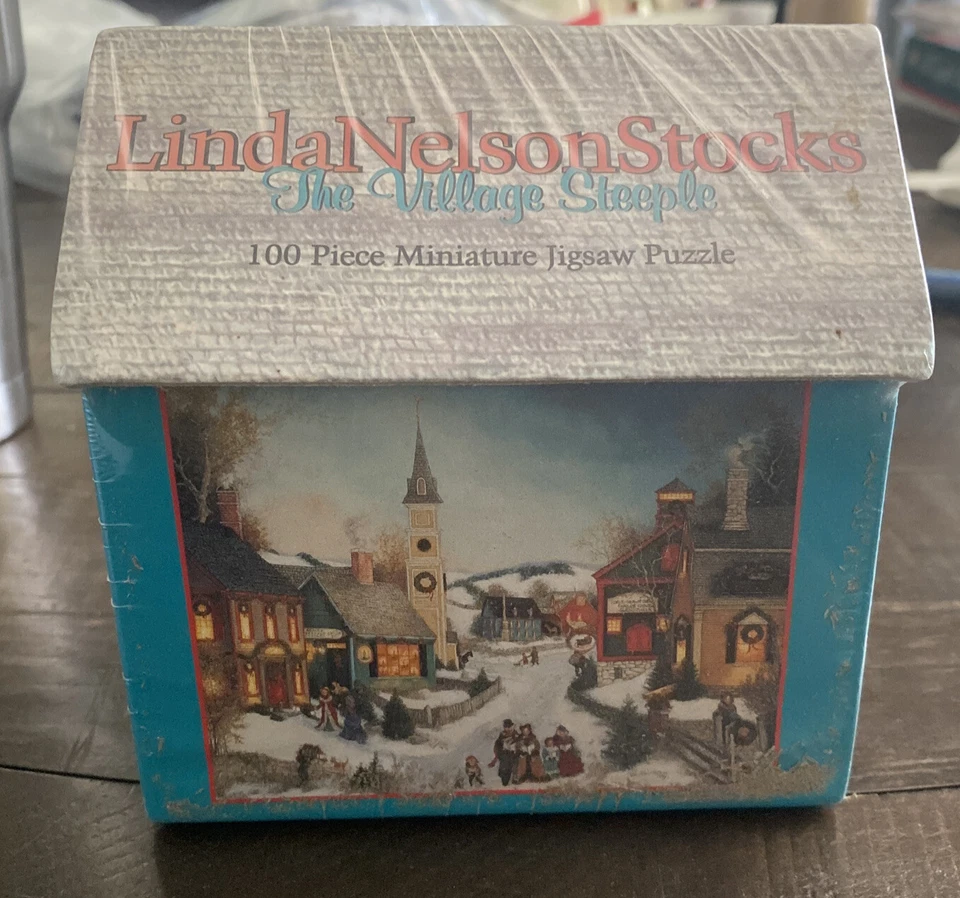 LindaNelsonStocks
The Village Steeple
100 Piece Miniature Jigsaw Puzzle